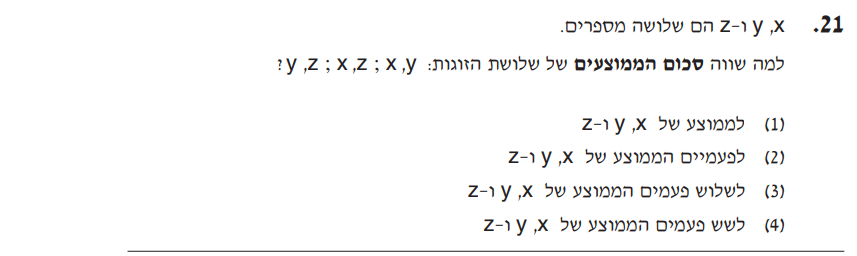 21. x, y ו-z הם שלושה מספרים.
למה שווה סכום הממוצעים של שלושת הזוגות: x,y ; x,z ; y,z ?
(1) לממוצע של x, y ו-z
(2) לפעמיים הממוצע של x, y ו-z
(3) לשלוש פעמים הממוצע של x, y ו-z
(4) לשש פעמים הממוצע של x, y ו-z